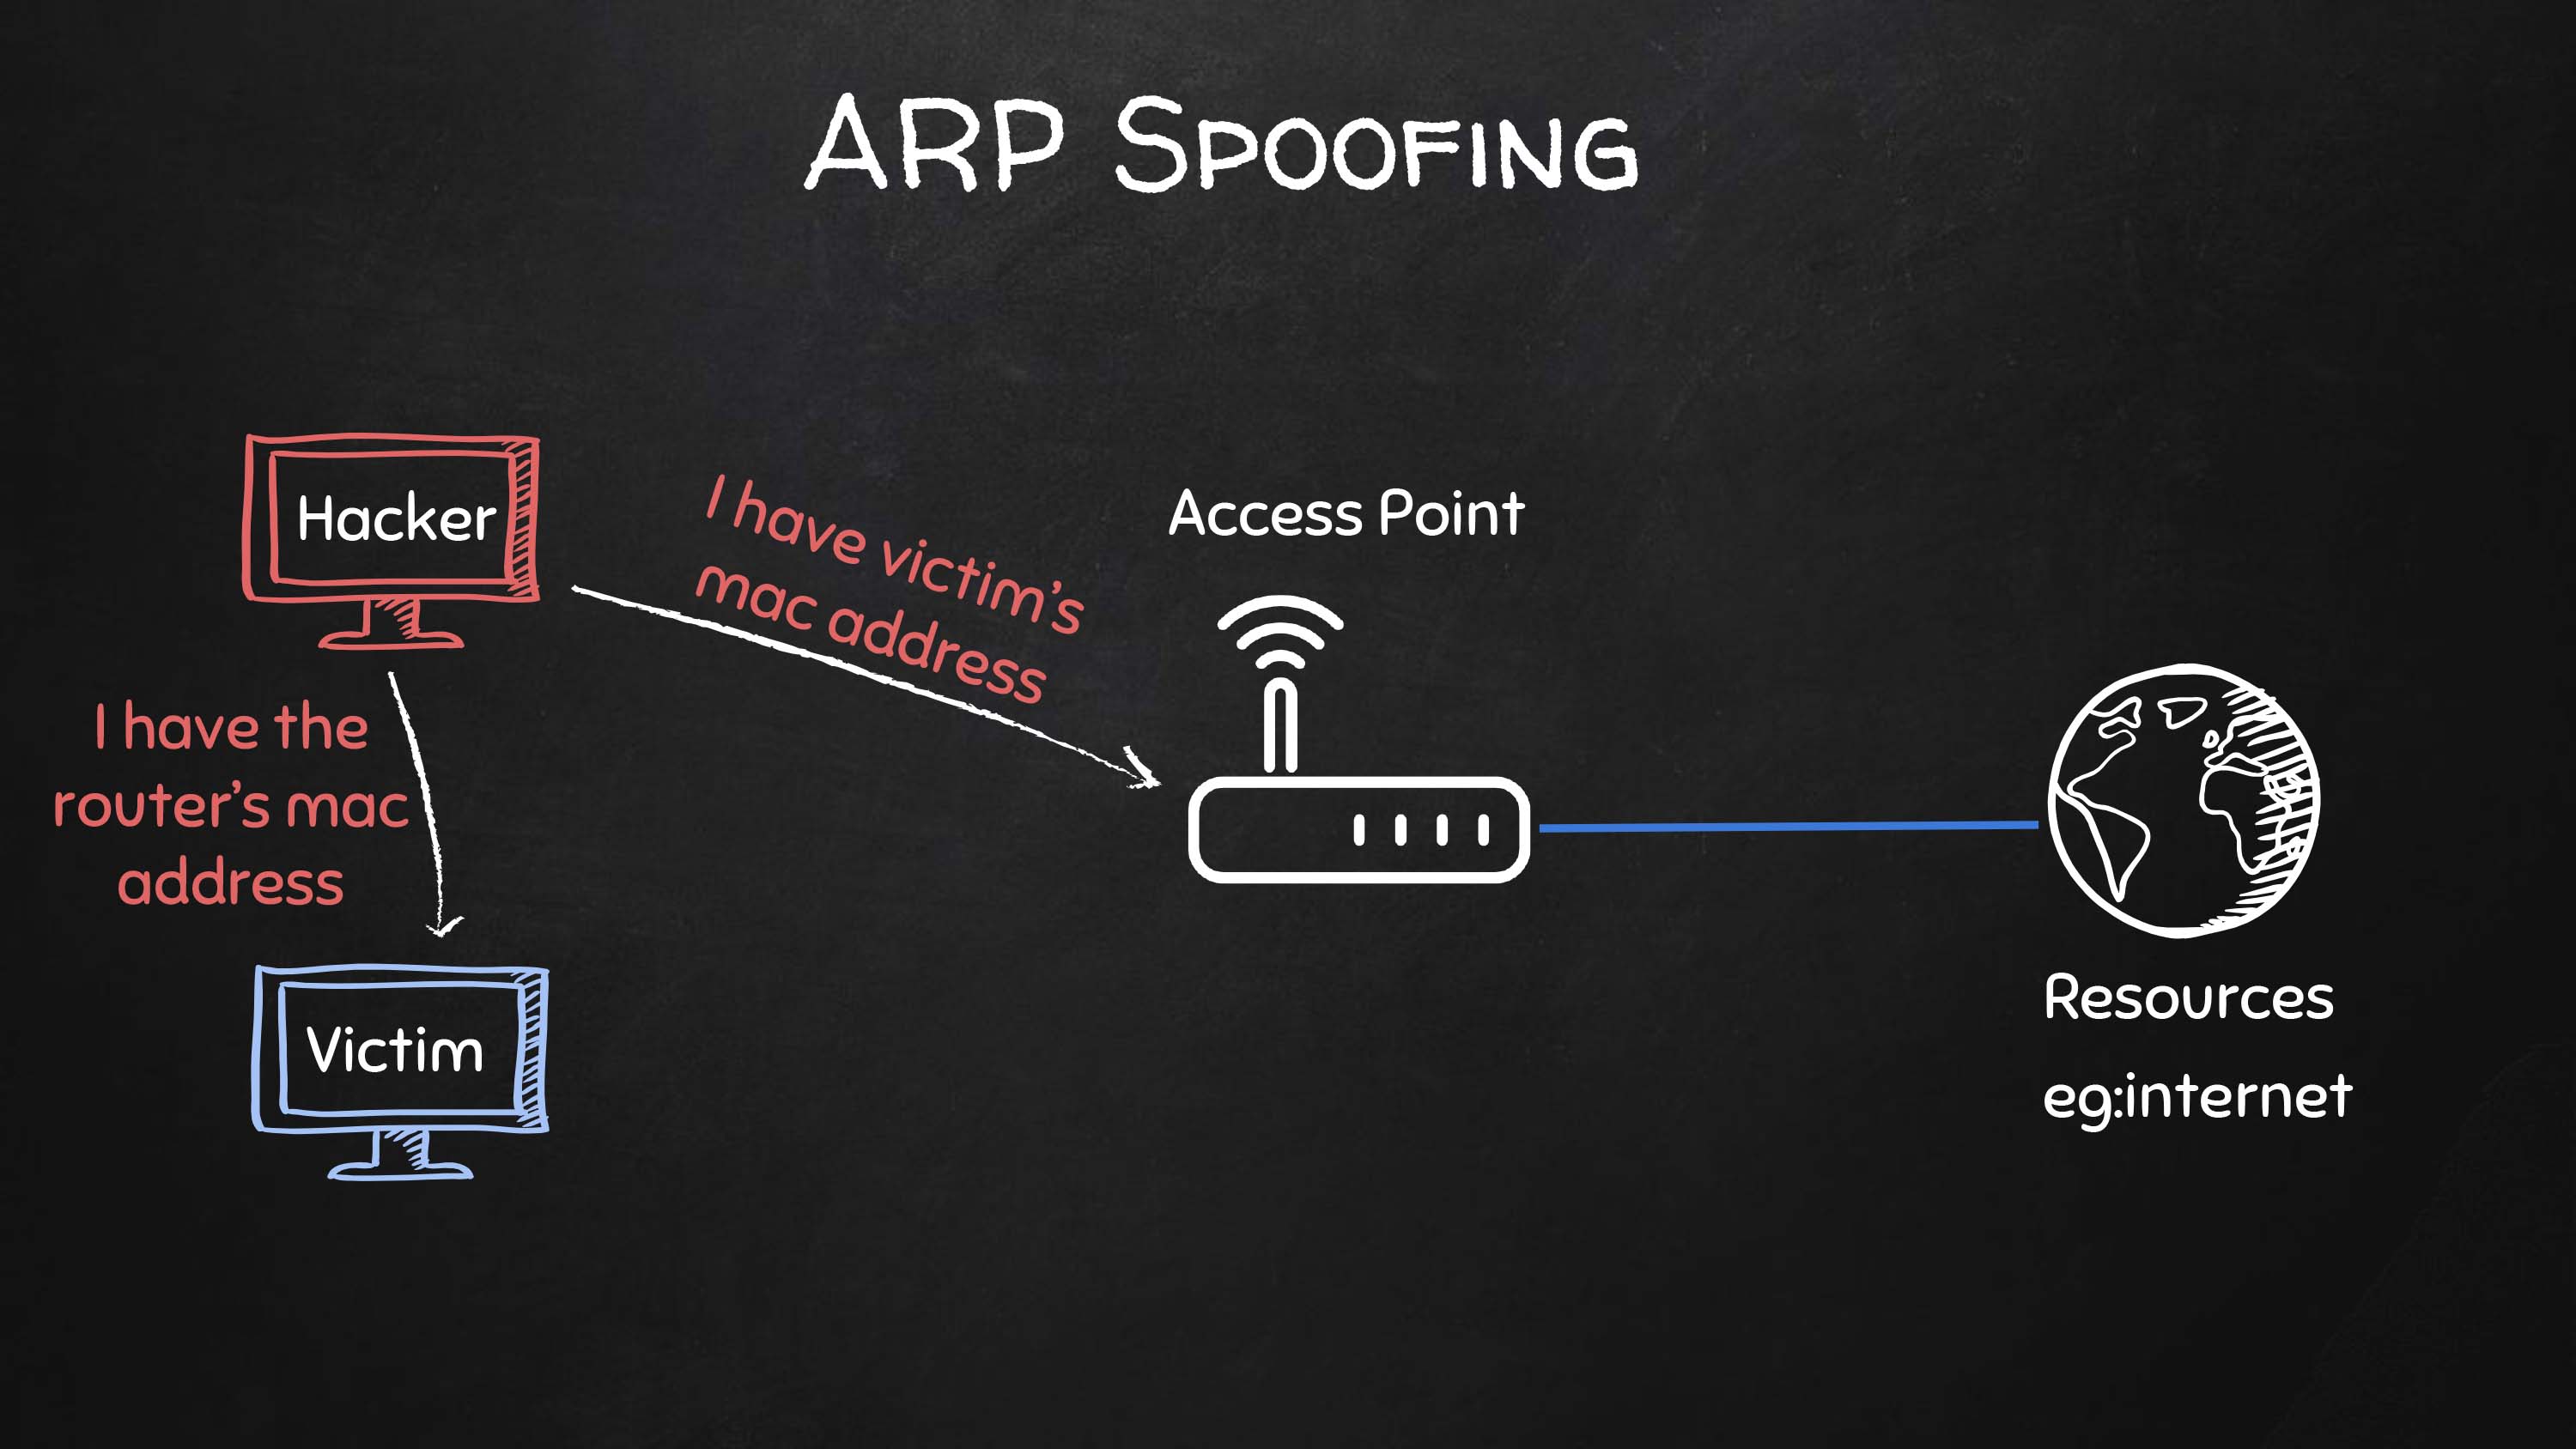 ARP Spoofing
Hacker
I have victim's
mac address
Access Point
I have the
router's mac
address
Victim
Resources
eg:internet